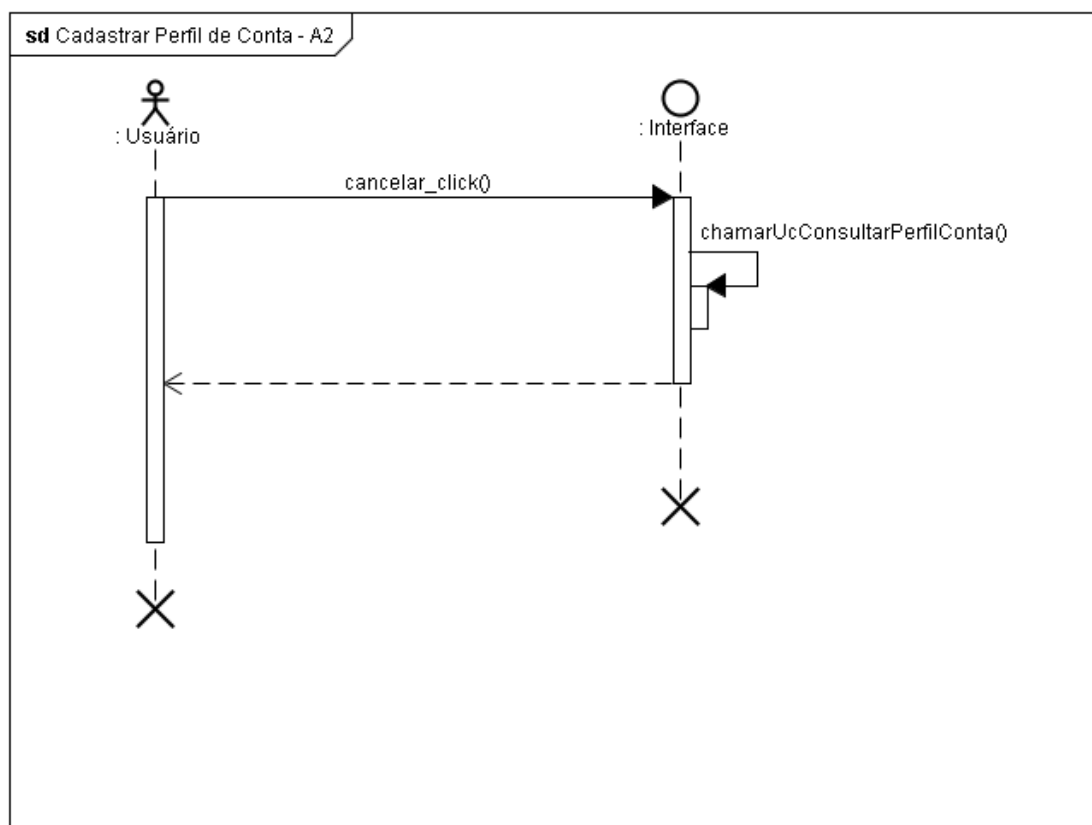 sd Cadastrar Perfil de Conta - A2
: Usuário
: Interface
cancelar_click()
chamarUcConsultarPerfilConta()